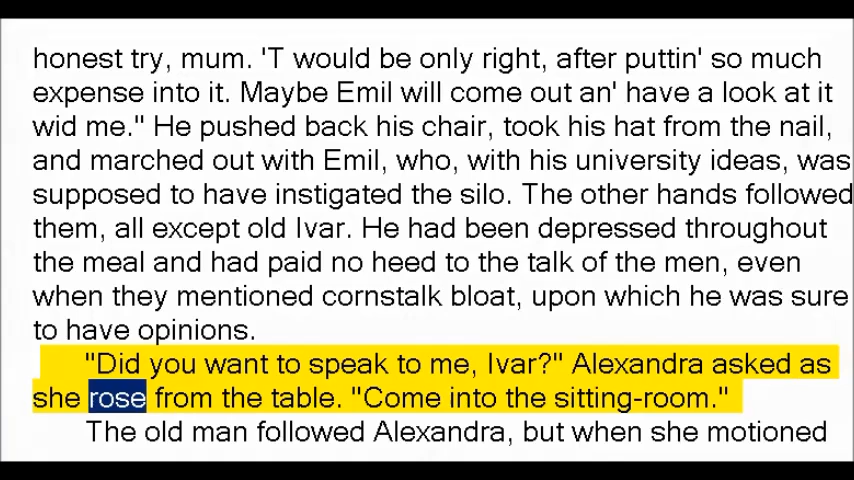 honest try, mum. 'T would be only right, after puttin' so much
expense into it. Maybe Emil will come out an' have a look at it
wid me." He pushed back his chair, took his hat from the nail,
and marched out with Emil, who, with his university ideas, was
supposed to have instigated the silo. The other hands followed
them, all except old Ivar. He had been depressed throughout
the meal and had paid no heed to the talk of the men, even
when they mentioned cornstalk bloat, upon which he was sure
to have opinions.
"Did you want to speak to me, Ivar?" Alexandra asked as
she rose from the table. "Come into the sitting-room."
The old man followed Alexandra, but when she motioned